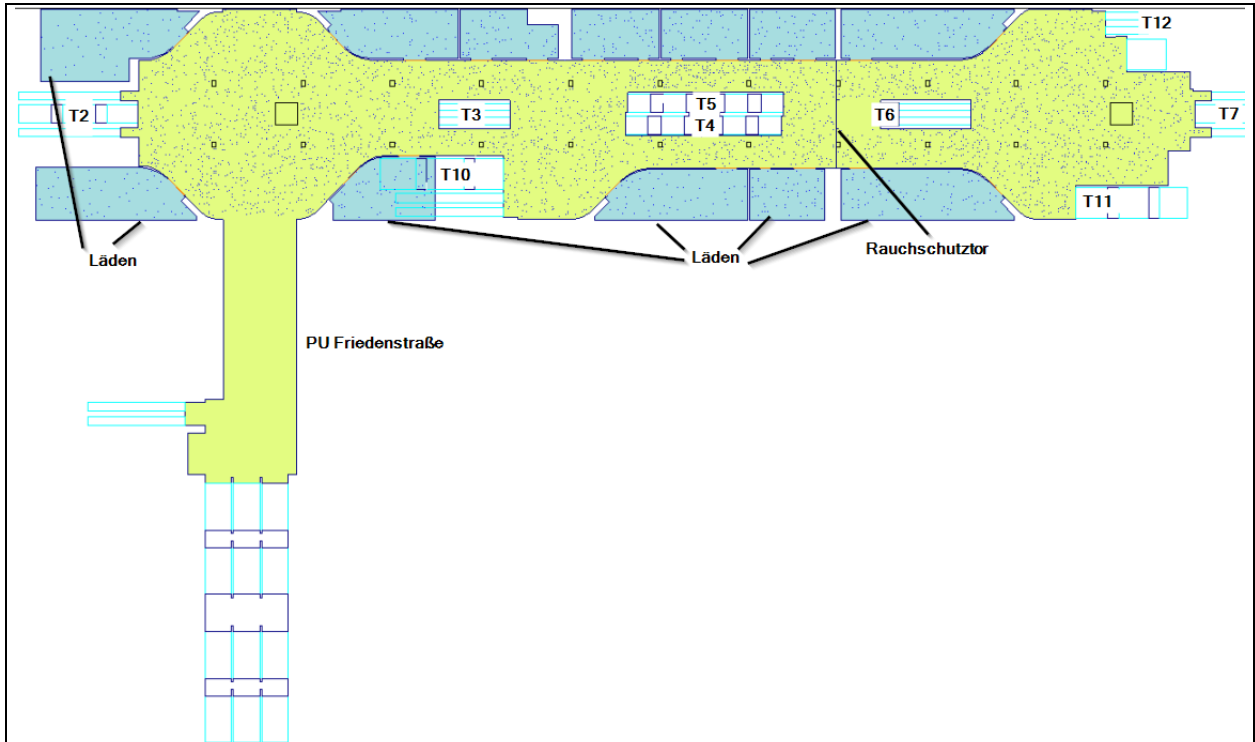 T12
T2
T3
T5
T4
T6
T7
T10
T11
Läden
Läden
Rauchschutztor
PU Friedenstraße